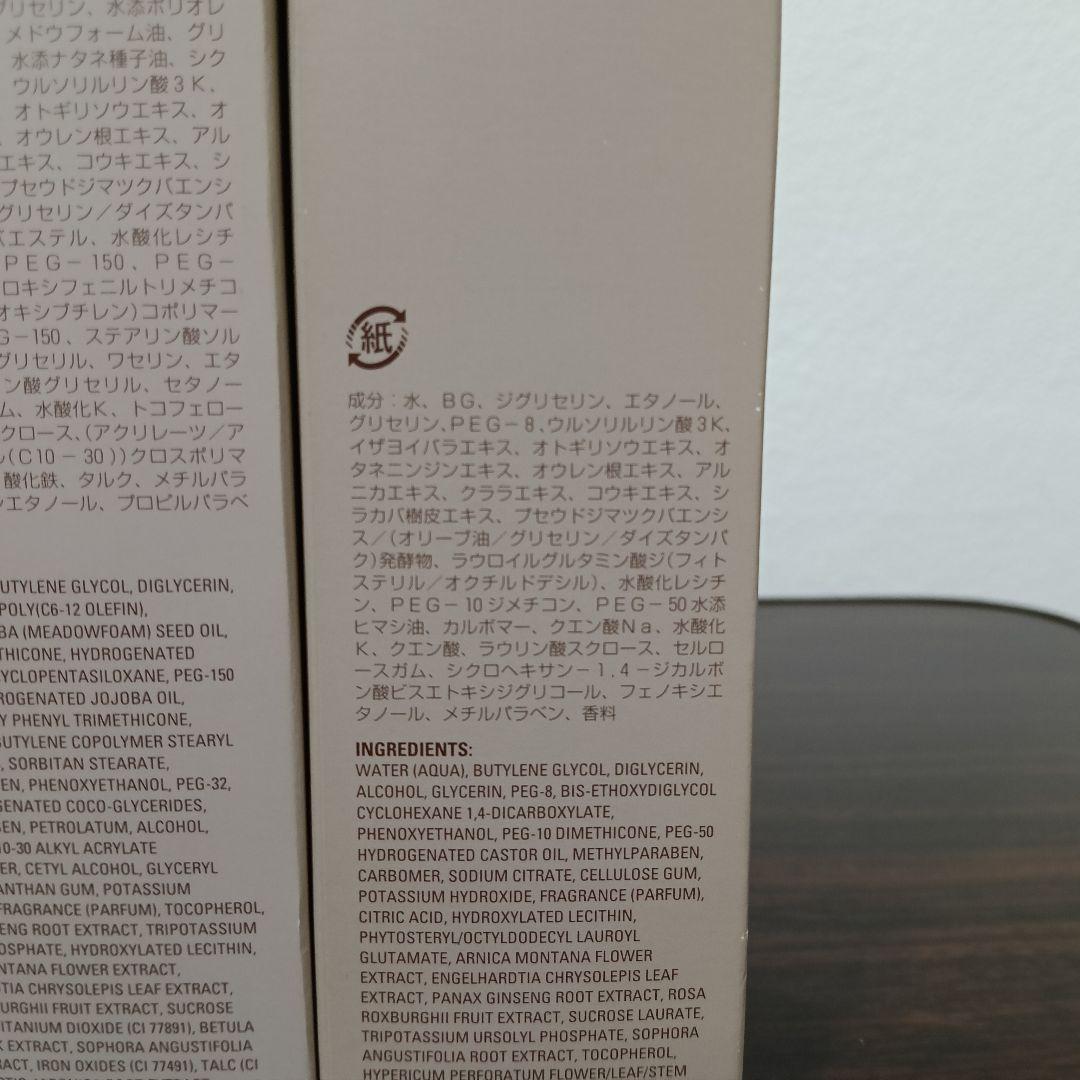 グリセリン、水添ポリオレ
メドウフォーム油、グリ
水添ナタネ種子油、シク
ウルソリルリン酸3K、
オトギリソウエキス、オ
、オウレン根エキス、アル
エキス、コウキエキス、シ
プセウドジマツクバエンシ
グリセリン／ダイズタンパ
エステル、水酸化レシチ
PEG－150、PEG－
ロキシフェニルトリメチコ
オキシブチレン)コポリマー
G－150、ステアリン酸ソル
グリセリル、ワセリン、エタ
ン酸グリセリル、セタノー
ム、水酸化K、トコフェロー
クロース、(アクリレーツ／ア
(C10－30))クロスポリマ
酸化鉄、タルク、メチルパラ
エタノール、プロピルパラベ
BUTYLENE GLYCOL, DIGLYCERIN,
POLY(C6-12 OLEFIN),
BA (MEADOWFOAM) SEED OIL,
THICONE, HYDROGENATED
CYCLOPENTASILOXANE, PEG-150
ROGENATED JOJOBA OIL,
Y PHENYL TRIMETHICONE,
BUTYLENE COPOLYMER STEARYL
, SORBITAN STEARATE,
EN, PHENOXYETHANOL, PEG-32,
GENATED COCO-GLYCERIDES,
BEN, PETROLATUM, ALCOHOL,
10-30 ALKYL ACRYLATE
ER, CETYL ALCOHOL, GLYCERYL
ANTHAN GUM, POTASSIUM
FRAGRANCE (PARFUM), TOCOPHEROL,
ENG ROOT EXTRACT, TRIPOTASSIUM
OSPHATE, HYDROXYLATED LECITHIN,
NTANA FLOWER EXTRACT,
TIA CHRYSOLEPIS LEAF EXTRACT,
BURGHII FRUIT EXTRACT, SUCROSE
TITANIUM DIOXIDE (CI 77891), BETULA
K EXTRACT, SOPHORA ANGUSTIFOLIA
ACT, IRON OXIDES (CI 77491), TALC (CI
紙
成分：水、BG、ジグリセリン、エタノール、
グリセリン、PEG－8、ウルソリルリン酸3K、
イザヨイバラエキス、オトギリソウエキス、オ
タネニンジンエキス、オウレン根エキス、アル
ニカエキス、クララエキス、コウキエキス、シ
ラカバ樹皮エキス、プセウドジマツクバエンシ
ス／(オリーブ油／グリセリン／ダイズタンパ
ク)発酵物、ラウロイルグルタミン酸ジ(フィト
ステリル／オクチルドデシル)、水酸化レシチ
ン、PEG－10ジメチコン、PEG－50水添
ヒマシ油、カルボマー、クエン酸Na、水酸化
K、クエン酸、ラウリン酸スクロース、セルロ
ースガム、シクロヘキサン－1，4－ジカルボ
ン酸ビスエトキシジグリコール、フェノキシエ
タノール、メチルパラベン、香料
INGREDIENTS:
WATER (AQUA), BUTYLENE GLYCOL, DIGLYCERIN,
ALCOHOL, GLYCERIN, PEG-8, BIS-ETHOXYDIGLYCOL
CYCLOHEXANE 1,4-DICARBOXYLATE,
PHENOXYETHANOL, PEG-10 DIMETHICONE, PEG-50
HYDROGENATED CASTOR OIL, METHYLPARABEN,
CARBOMER, SODIUM CITRATE, CELLULOSE GUM,
POTASSIUM HYDROXIDE, FRAGRANCE (PARFUM),
CITRIC ACID, HYDROXYLATED LECITHIN,
PHYTOSTERYL/OCTYLDODECYL LAUROYL
GLUTAMATE, ARNICA MONTANA FLOWER
EXTRACT, ENGELHARDTIA CHRYSOLEPIS LEAF
EXTRACT, PANAX GINSENG ROOT EXTRACT, ROSA
ROXBURGHII FRUIT EXTRACT, SUCROSE LAURATE,
TRIPOTASSIUM URSOLYL PHOSPHATE, SOPHORA
ANGUSTIFOLIA ROOT EXTRACT, TOCOPHEROL,
HYPERICUM PERFORATUM FLOWER/LEAF/STEM